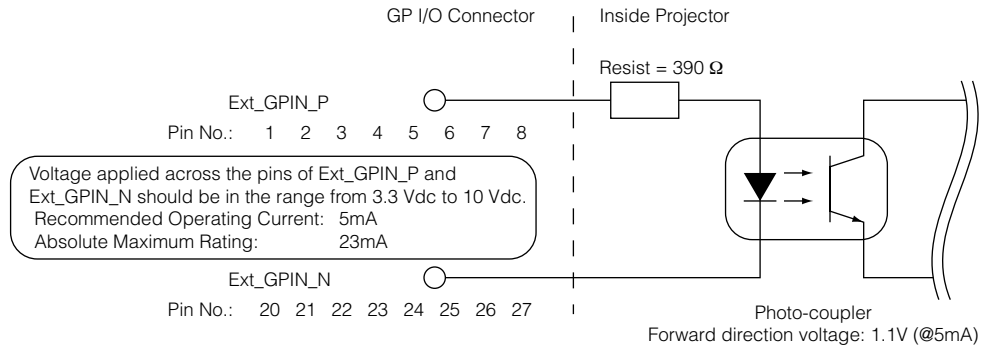 GP I/O Connector
Inside Projector
Resist = 390 Ω
Ext_GPIN_P
Pin No.: 1 2 3 4 5 6 7 8
Voltage applied across the pins of Ext_GPIN_P and
Ext_GPIN_N should be in the range from 3.3 Vdc to 10 Vdc.
Recommended Operating Current: 5mA
Absolute Maximum Rating: 23mA
Ext_GPIN_N
Pin No.: 20 21 22 23 24 25 26 27
Photo-coupler
Forward direction voltage: 1.1V (@5mA)